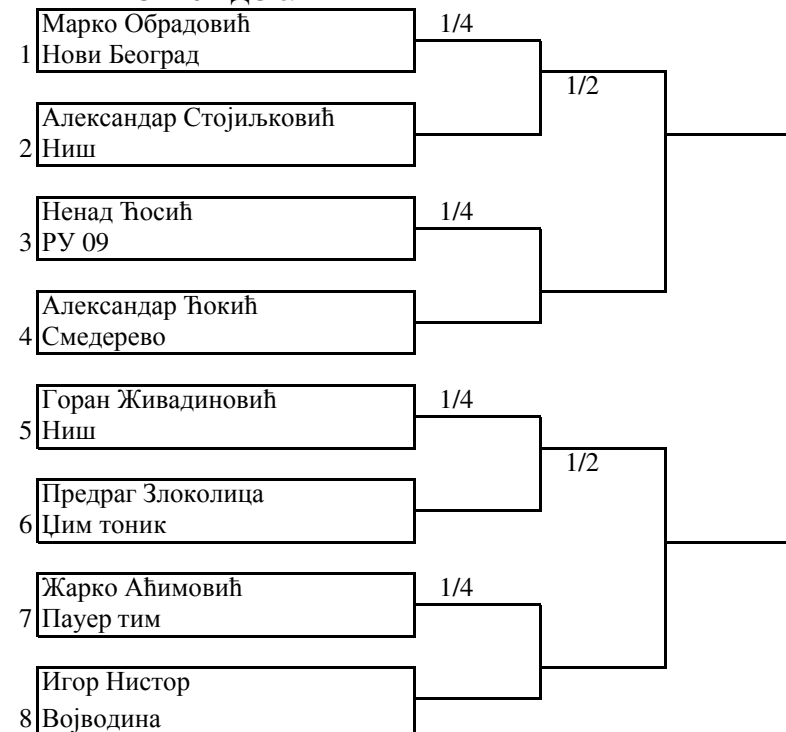 Марко Обрадовић 1/4
1 Нови Београд
1/2
Александар Стојиљковић
2 Ниш
Ненад Ћосић 1/4
3 РУ 09
Александар Ћокић
4 Смедерево
Горан Живадиновић 1/4
5 Ниш
1/2
Предраг Злоколица
6 Џим тоник
Жарко Аћимовић 1/4
7 Пауер тим
Игор Нистор
8 Војводина